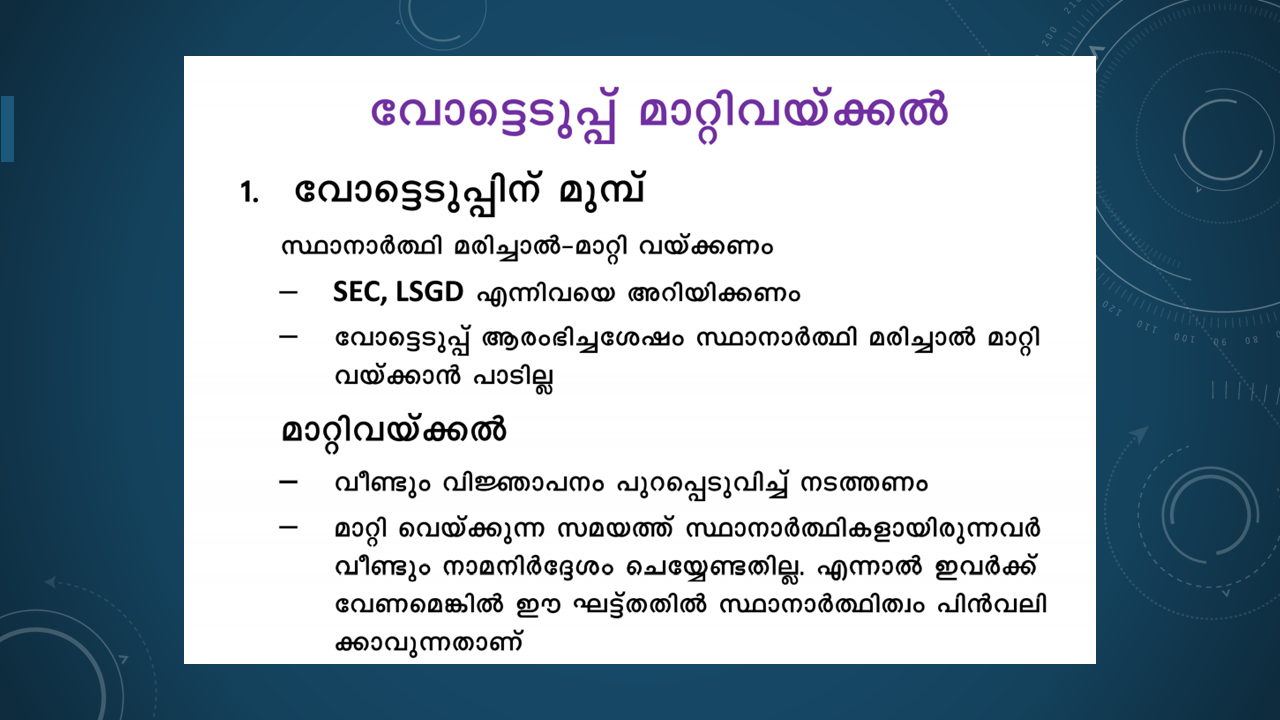 വോട്ടെടുപ്പ് മാറ്റിവയ്ക്കൽ
1. വോട്ടെടുപ്പിന് മുമ്പ്
സ്ഥാനാർത്ഥി മരിച്ചാൽ-മാറ്റി വയ്ക്കണം
– SEC, LSGD എന്നിവയെ അറിയിക്കണം
– വോട്ടെടുപ്പ് ആരംഭിച്ചശേഷം സ്ഥാനാർത്ഥി മരിച്ചാൽ മാറ്റി
വയ്ക്കാൻ പാടില്ല
മാറ്റിവയ്ക്കൽ
– വീണ്ടും വിജ്ഞാപനം പുറപ്പെടുവിച്ച് നടത്തണം
– മാറ്റി വെയ്ക്കുന്ന സമയത്ത് സ്ഥാനാർത്ഥികളായിരുന്നവർ
വീണ്ടും നാമനിർദ്ദേശം ചെയ്യേണ്ടതില്ല. എന്നാൽ ഇവർക്ക്
വേണമെങ്കിൽ ഈ ഘട്ട്തതിൽ സ്ഥാനാർത്ഥിത്വം പിൻവലി
ക്കാവുന്നതാണ്